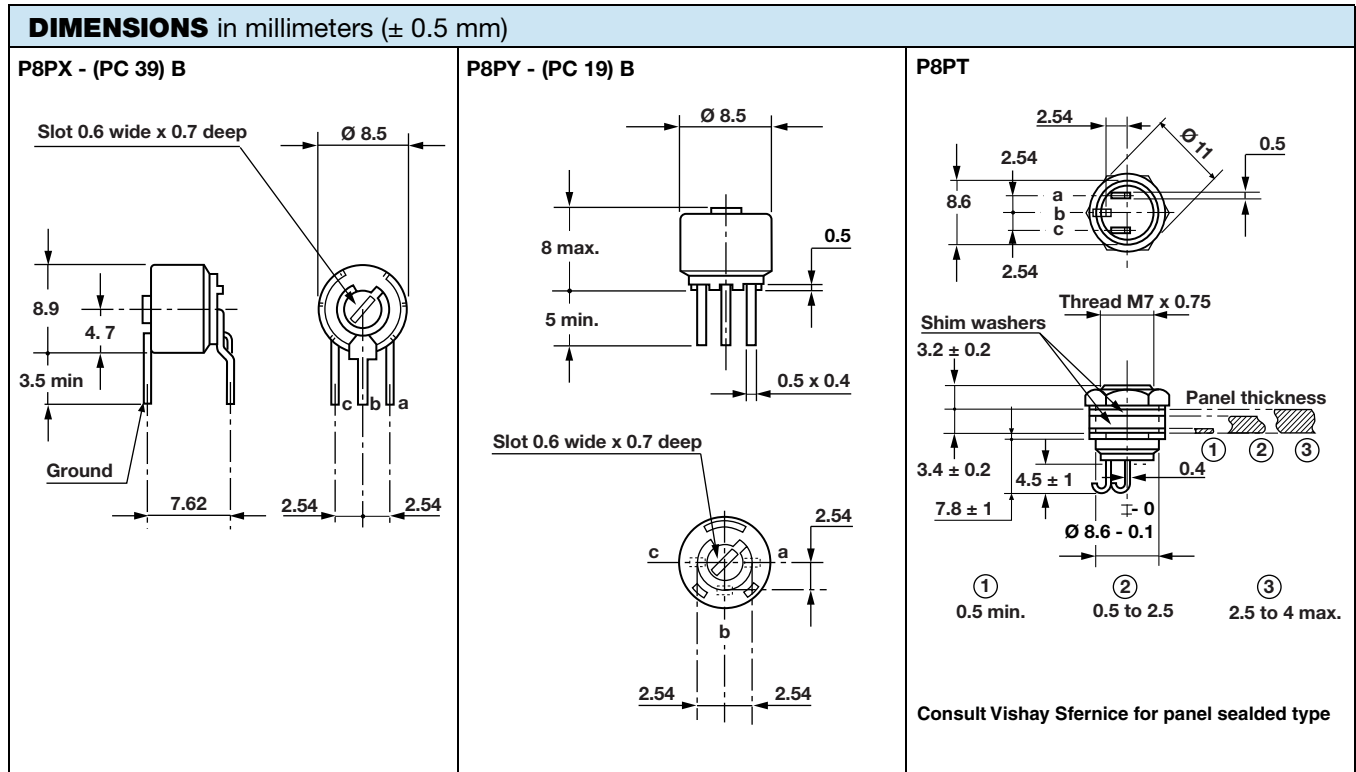 DIMENSIONS in millimeters (± 0.5 mm)
P8PX - (PC 39) B
Slot 0.6 wide x 0.7 deep
Ø 8.5
8.9
4. 7
3.5 min
c b a
Ground
7.62
2.54
2.54
P8PY - (PC 19) B
Ø 8.5
8 max.
0.5
5 min.
0.5 x 0.4
Slot 0.6 wide x 0.7 deep
2.54
c
a
b
2.54
2.54
P8PT
2.54
Ø 11
0.5
2.54
8.6
a
b
c
2.54
Thread M7 x 0.75
Shim washers
3.2 ± 0.2
Panel thickness
1 2 3
3.4 ± 0.2
4.5 ± 1
0.4
7.8 ± 1
- 0
Ø 8.6 - 0.1
1 2 3
0.5 min.
0.5 to 2.5
2.5 to 4 max.
Consult Vishay Sfernice for panel sealded type